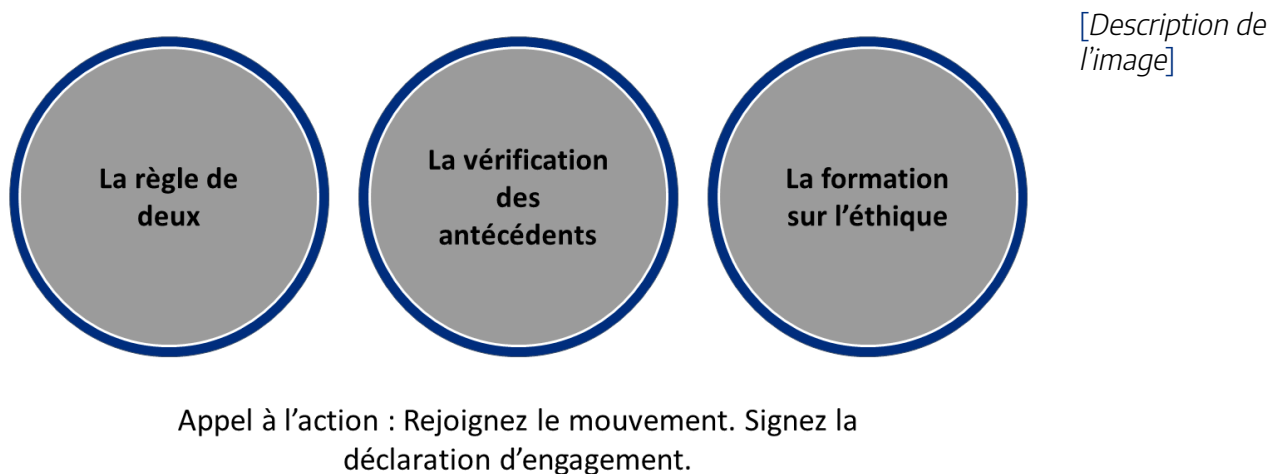 La règle de
deux
La vérification
des
antécédents
La formation
sur l’éthique
[Description de
l’image]
Appel à l’action : Rejoignez le mouvement. Signez la
déclaration d’engagement.